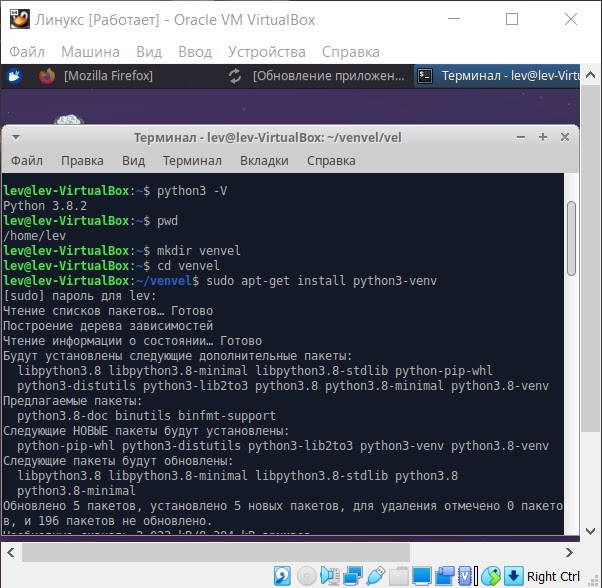 Линукс [Работает] - Oracle VM VirtualBox
Файл Машина Вид Ввод Устройства Справка
[Mozilla Firefox] [Обновление приложен... Терминал - lev@lev-Virtu
Терминал - lev@lev-VirtualBox: ~/venvel/vel
Файл Правка Вид Терминал Вкладки Справка
lev@lev-VirtualBox:~$ python3 -V
Python 3.8.2
lev@lev-VirtualBox:~$ pwd
/home/lev
lev@lev-VirtualBox:~$ mkdir venvel
lev@lev-VirtualBox:~$ cd venvel
lev@lev-VirtualBox:~/venvel$ sudo apt-get install python3-venv
[sudo] пароль для lev:
Чтение списков пакетов… Готово
Построение дерева зависимостей
Чтение информации о состоянии… Готово
Будут установлены следующие дополнительные пакеты:
libpython3.8 libpython3.8-minimal libpython3.8-stdlib python-pip-whl
python3-distutils python3-lib2to3 python3.8 python3.8-minimal python3.8-venv
Предлагаемые пакеты:
python3.8-doc binutils binfmt-support
Следующие НОВЫЕ пакеты будут установлены:
python-pip-whl python3-distutils python3-lib2to3 python3-venv python3.8-venv
Следующие пакеты будут обновлены:
libpython3.8 libpython3.8-minimal libpython3.8-stdlib python3.8
python3.8-minimal
Обновлено 5 пакетов, установлено 5 новых пакетов, для удаления отмечено 0 пакето
в, и 196 пакетов не обновлено.
Right Ctrl